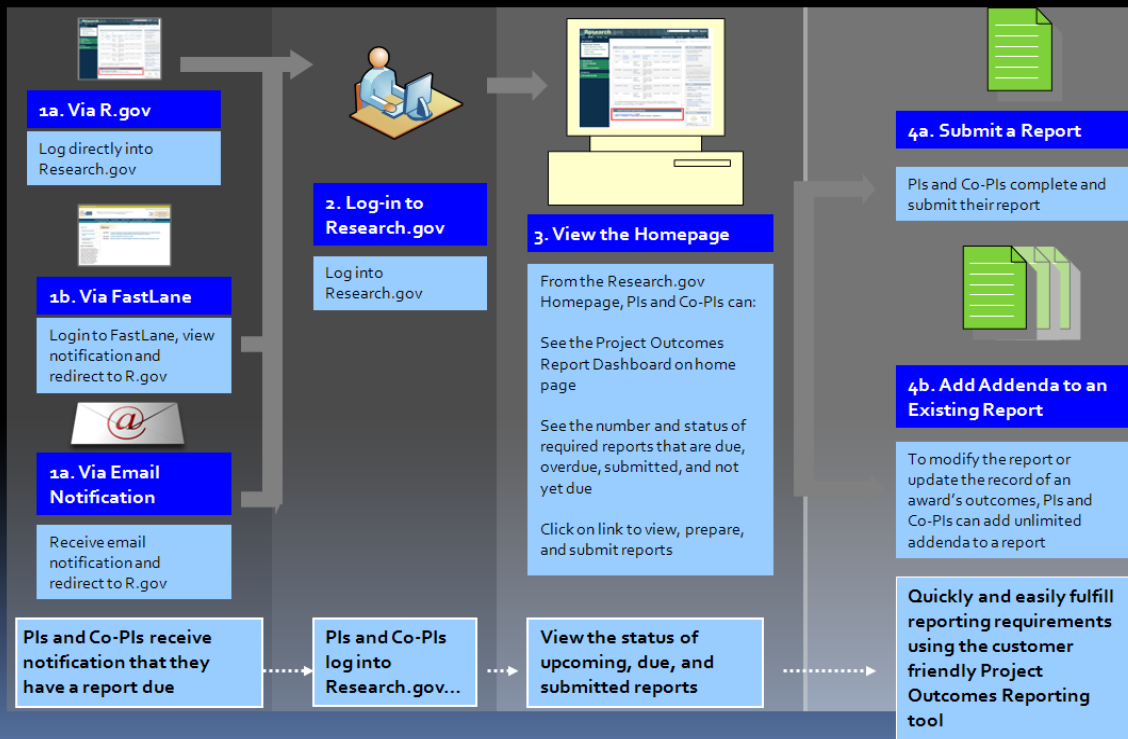 1a. Via R.gov
Log directly into
Research.gov
1b. Via FastLane
Login to FastLane, view
notification and
redirect to R.gov
@
1a. Via Email
Notification
Receive email
notification and
redirect to R.gov
PIs and Co-PIs receive
notification that they
have a report due
2. Log-in to
Research.gov
Log into
Research.gov
PIs and Co-PIs
log into
Research.gov...
Research.gov
3. View the Homepage
From the Research.gov
Homepage, PIs and Co-PIs can:
See the Project Outcomes
Report Dashboard on home
page
See the number and status of
required reports that are due,
overdue, submitted, and not
yet due
Click on link to view, prepare,
and submit reports
View the status of
upcoming, due, and
submitted reports
4a. Submit a Report
PIs and Co-PIs complete and
submit their report
4b. Add Addenda to an
Existing Report
To modify the report or
update the record of an
award's outcomes, PIs and
Co-PIs can add unlimited
addenda to a report
Quickly and easily fulfill
reporting requirements
using the customer
friendly Project
Outcomes Reporting
tool